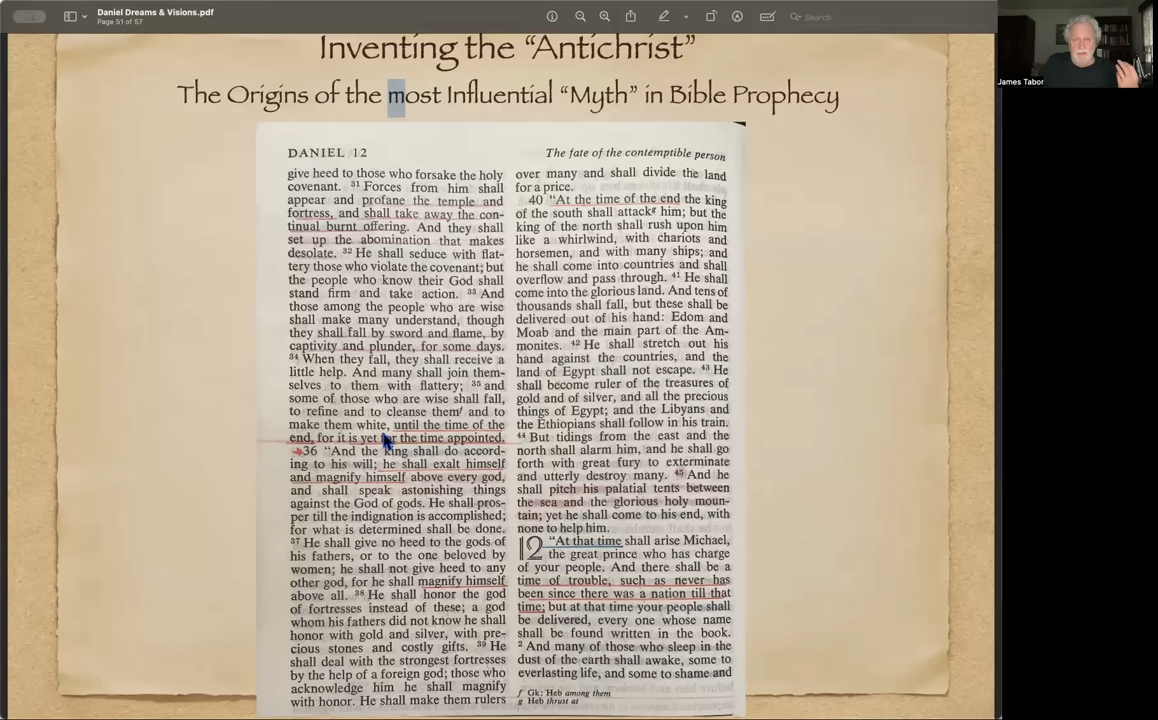 Daniel Dreams & Visions.pdf
Page 51 of 57
Search
James Tabor
Inventing the “Antichrist”
The Origins of the most Influential “Myth” in Bible Prophecy
DANIEL 12
give heed to those who forsake the holy
covenant. 31 Forces from him shall
appear and profane the temple and
fortress, and shall take away the con-
tinual burnt offering. And they shall
set up the abomination that makes
desolate. 32 He shall seduce with flat-
tery those who violate the covenant; but
the people who know their God shall
stand firm and take action. 33 And
those among the people who are wise
shall make many understand, though
they shall fall by sword and flame, by
captivity and plunder, for some days.
34 When they fall, they shall receive a
little help. And many shall join them-
selves to them with flattery; 35 and
some of those who are wise shall fall,
to refine and to cleanse them f and to
make them white, until the time of the
end, for it is yet for the time appointed.
36 “And the king shall do accord-
ing to his will; he shall exalt himself
and magnify himself above every god,
and shall speak astonishing things
against the God of gods. He shall pros-
per till the indignation is accomplished;
for what is determined shall be done.
37 He shall give no heed to the gods of
his fathers, or to the one beloved by
women; he shall not give heed to any
other god, for he shall magnify himself
above all. 38 He shall honor the god
of fortresses instead of these; a god
whom his fathers did not know he shall
honor with gold and silver, with pre-
cious stones and costly gifts. 39 He
shall deal with the strongest fortresses
by the help of a foreign god; those who
acknowledge him he shall magnify
with honor. He shall make them rulers
The fate of the contemptible person
over many and shall divide the land
for a price.
40 “At the time of the end the king
of the south shall attack g him; but the
king of the north shall rush upon him
like a whirlwind, with chariots and
horsemen, and with many ships; and
he shall come into countries and shall
overflow and pass through. 41 He shall
come into the glorious land. And tens of
thousands shall fall, but these shall be
delivered out of his hand: Edom and
Moab and the main part of the Am-
monites. 42 He shall stretch out his
hand against the countries, and the
land of Egypt shall not escape. 43 He
shall become ruler of the treasures of
gold and of silver, and all the precious
things of Egypt; and the Libyans and
the Ethiopians shall follow in his train.
44 But tidings from the east and the
north shall alarm him, and he shall go
forth with great fury to exterminate
and utterly destroy many. 45 And he
shall pitch his palatial tents between
the sea and the glorious holy moun-
tain; yet he shall come to his end, with
none to help him.
12 “At that time shall arise Michael,
the great prince who has charge
of your people. And there shall be a
time of trouble, such as never has
been since there was a nation till that
time; but at that time your people shall
be delivered, every one whose name
shall be found written in the book.
2 And many of those who sleep in the
dust of the earth shall awake, some to
everlasting life, and some to shame and
f Gk: Heb among them
g Heb thrust at